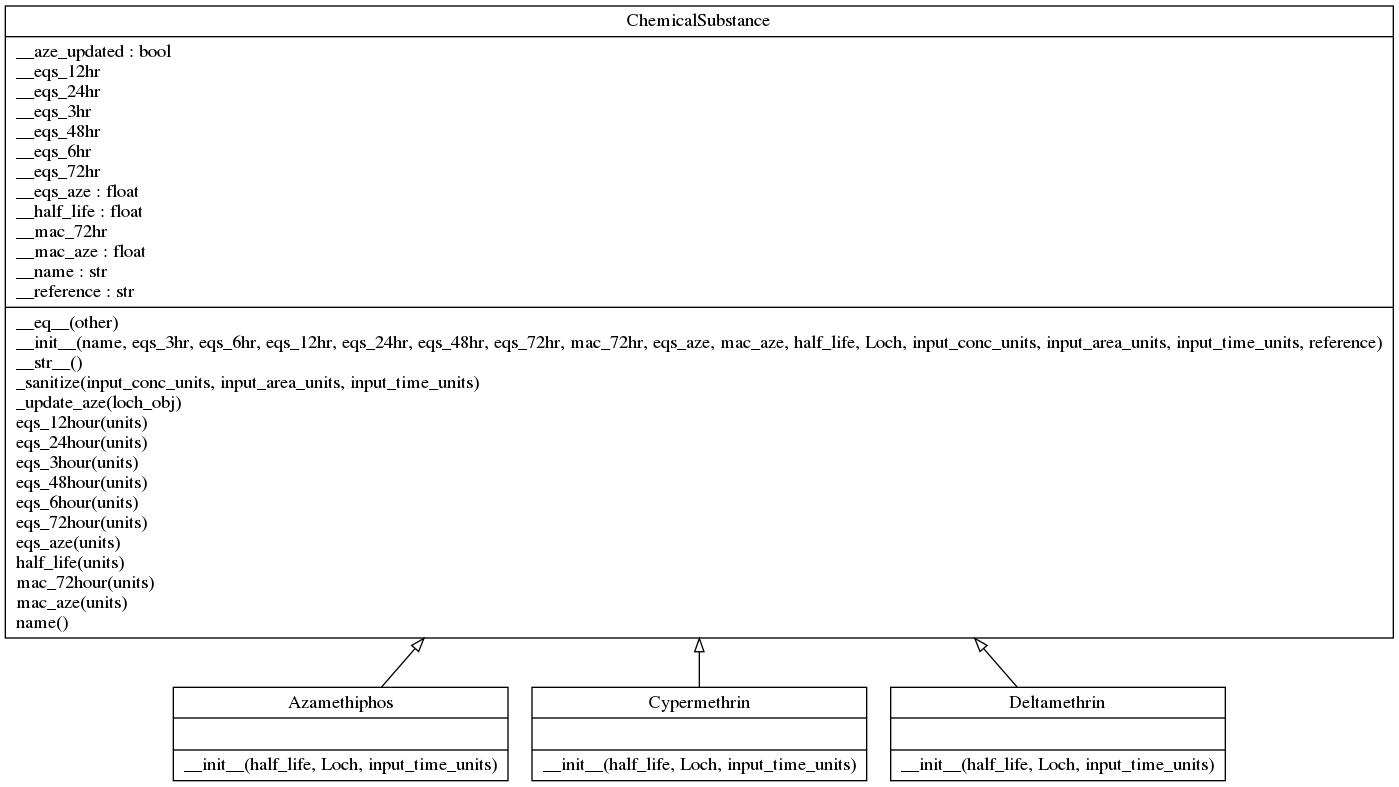 ChemicalSubstance
__aze_updated : bool
__eqs_12hr
__eqs_24hr
__eqs_3hr
__eqs_48hr
__eqs_6hr
__eqs_72hr
__eqs_aze : float
__half_life : float
__mac_72hr
__mac_aze : float
__name : str
__reference : str
__eq__(other)
__init__(name, eqs_3hr, eqs_6hr, eqs_12hr, eqs_24hr, eqs_48hr, eqs_72hr, mac_72hr, eqs_aze, mac_aze, half_life, Loch, input_conc_units, input_area_units, input_time_units, reference)
__str__()
_sanitize(input_conc_units, input_area_units, input_time_units)
_update_aze(loch_obj)
eqs_12hour(units)
eqs_24hour(units)
eqs_3hour(units)
eqs_48hour(units)
eqs_6hour(units)
eqs_72hour(units)
eqs_aze(units)
half_life(units)
mac_72hour(units)
mac_aze(units)
name()
Azamethiphos
__init__(half_life, Loch, input_time_units)
Cypermethrin
__init__(half_life, Loch, input_time_units)
Deltamethrin
__init__(half_life, Loch, input_time_units)